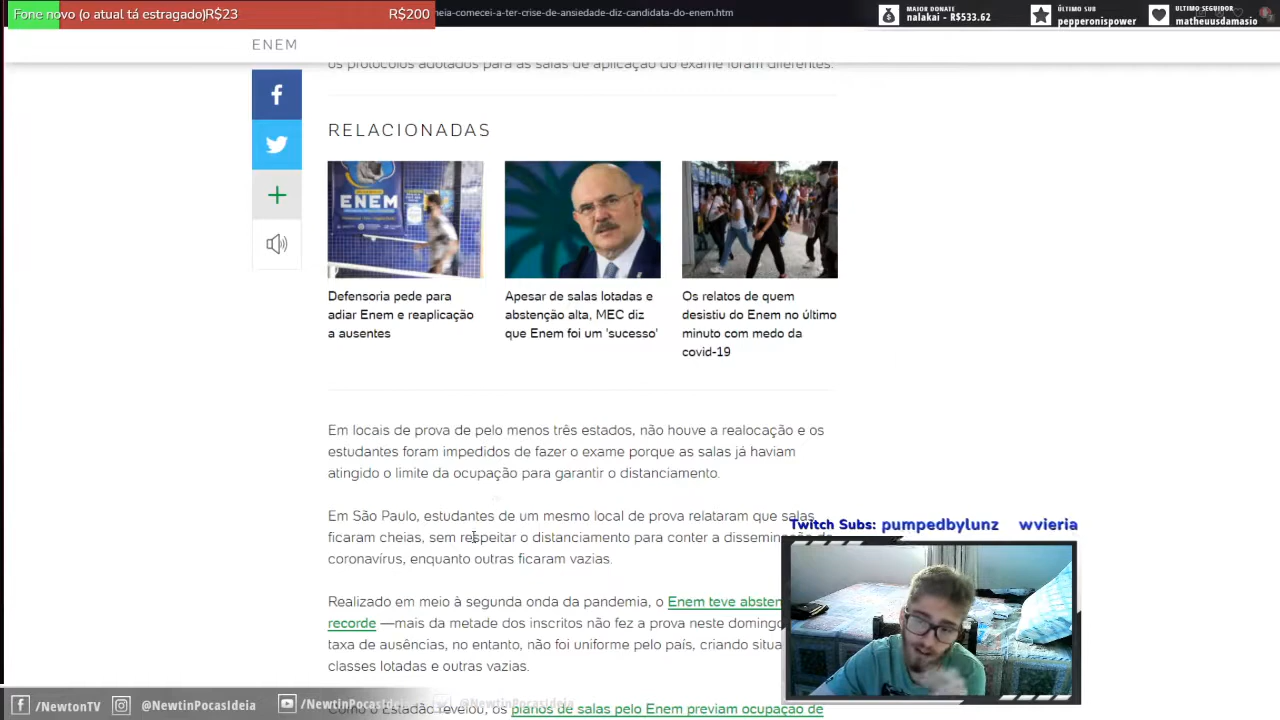 Fone novo (o atual tá estragado)R$23 R$200
neia-comecei-a-ter-crise-de-ansiedade-diz-candidata-do-enem.htm
MAIOR DONATE
nalakai - R$533.62
ÚLTIMO SUB
pepperonispower
ÚLTIMO SEGUIDOR
matheuusdamasio
ENEM
os protocolos adotados para as salas de aplicação do exame foram diferentes.
RELACIONADAS
ENEM
Defensoria pede para
adiar Enem e reaplicação
a ausentes
Apesar de salas lotadas e
abstenção alta, MEC diz
que Enem foi um 'sucesso'
Os relatos de quem
desistiu do Enem no último
minuto com medo da
covid-19
Em locais de prova de pelo menos três estados, não houve a realocação e os
estudantes foram impedidos de fazer o exame porque as salas já haviam
atingido o limite da ocupação para garantir o distanciamento.
Em São Paulo, estudantes de um mesmo local de prova relataram que salas
ficaram cheias, sem respeitar o distanciamento para conter a dissemin
coronavírus, enquanto outras ficaram vazias.
Twitch Subs: pumpedbylunz wvieria
Realizado em meio à segunda onda da pandemia, o Enem teve absten
recorde —mais da metade dos inscritos não fez a prova neste domingo
taxa de ausências, no entanto, não foi uniforme pelo país, criando situa
classes lotadas e outras vazias.
Como o Estadão revelou, os planos de salas pelo Enem previam ocupação de
/NewtonTV @NewtinPocasIdeia /NewtinPocasIdeia @NewtinPocasIdeia